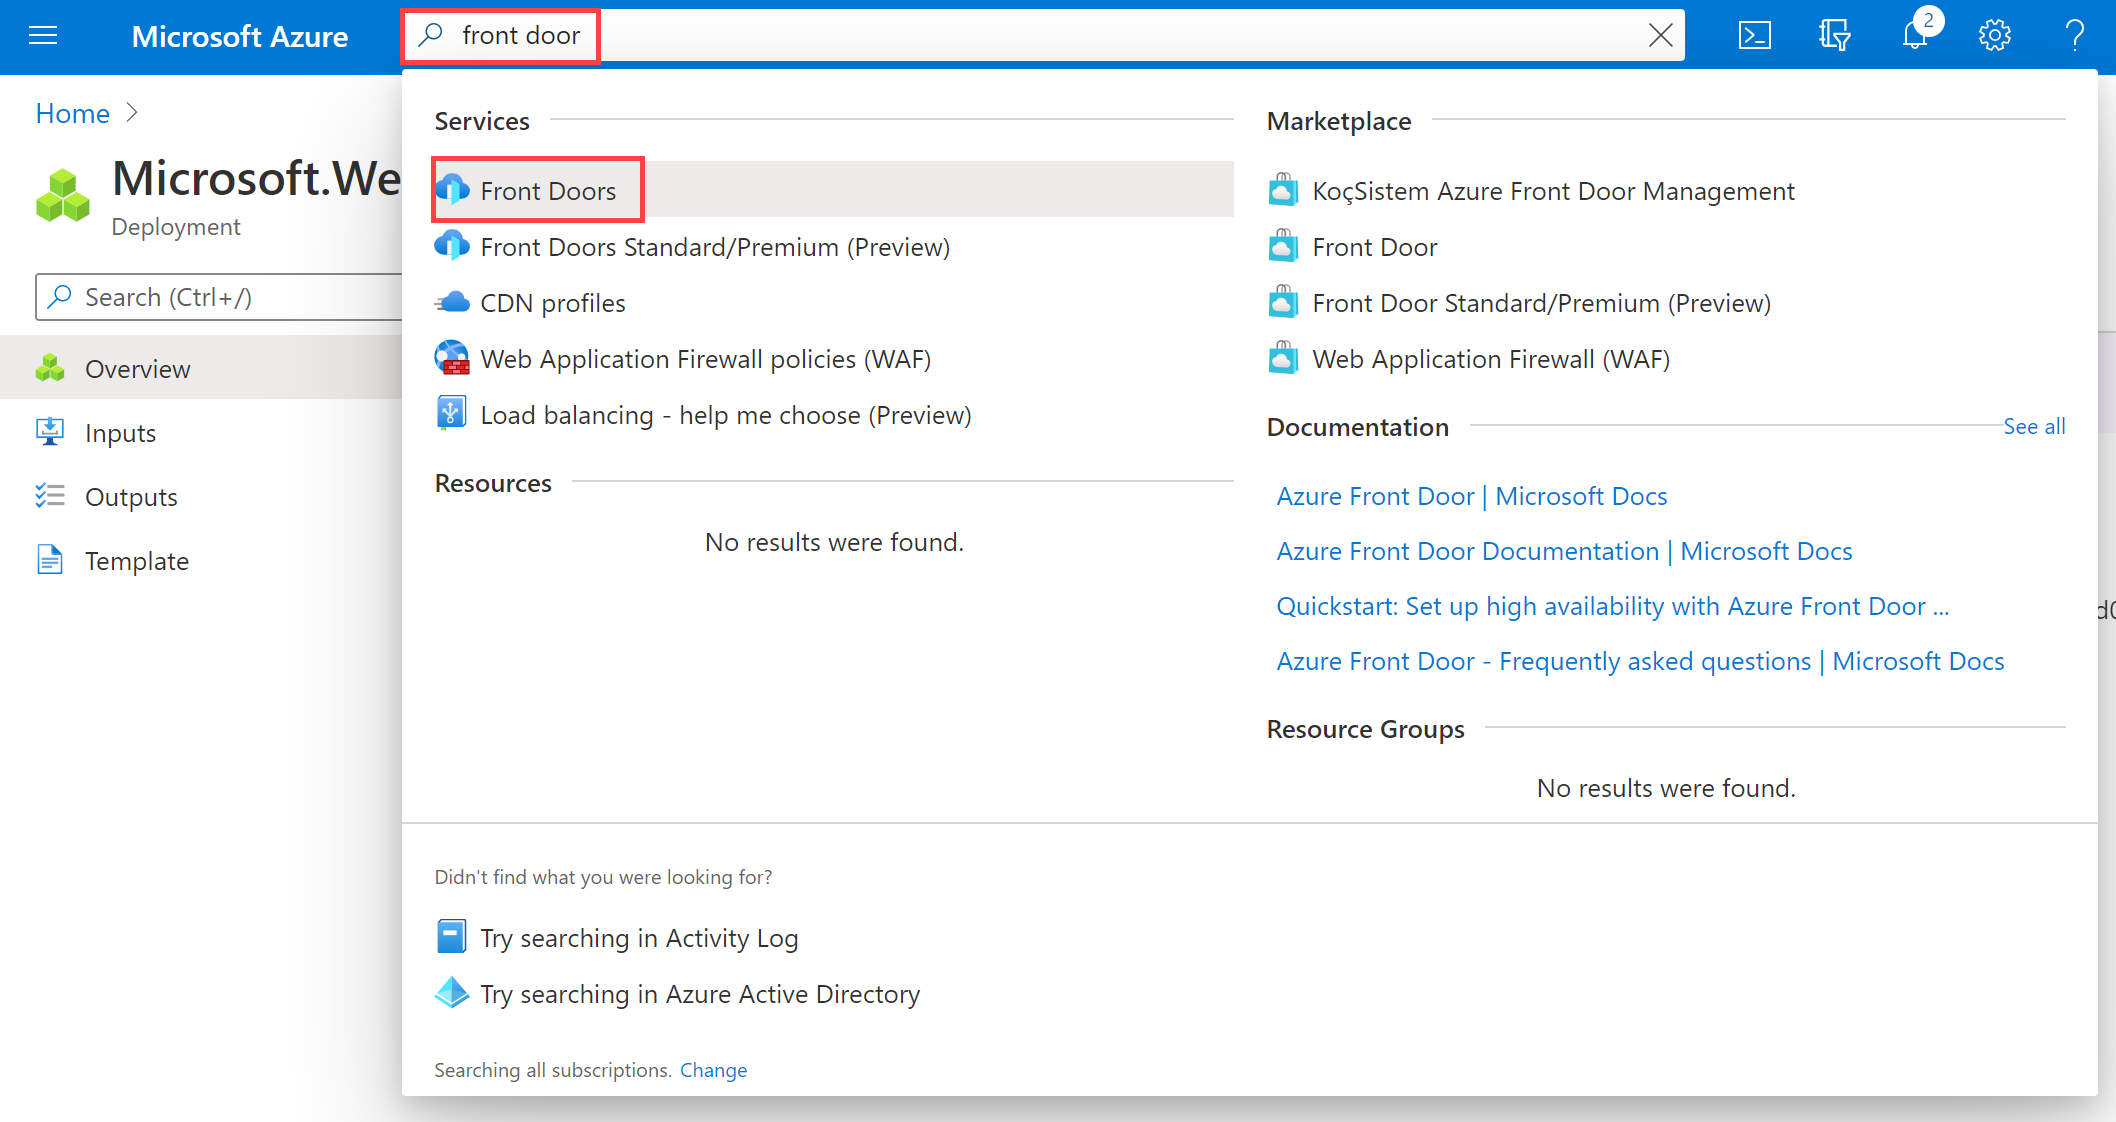 Microsoft Azure
front door
2
Home
Microsoft.We
Deployment
Search (Ctrl+/)
Overview
Inputs
Outputs
Template
Services
Front Doors
Front Doors Standard/Premium (Preview)
CDN profiles
Web Application Firewall policies (WAF)
Load balancing - help me choose (Preview)
Resources
No results were found.
Marketplace
KoçSistem Azure Front Door Management
Front Door
Front Door Standard/Premium (Preview)
Web Application Firewall (WAF)
Documentation
See all
Azure Front Door | Microsoft Docs
Azure Front Door Documentation | Microsoft Docs
Quickstart: Set up high availability with Azure Front Door ...
Azure Front Door - Frequently asked questions | Microsoft Docs
Resource Groups
No results were found.
Didn't find what you were looking for?
Try searching in Activity Log
Try searching in Azure Active Directory
Searching all subscriptions. Change